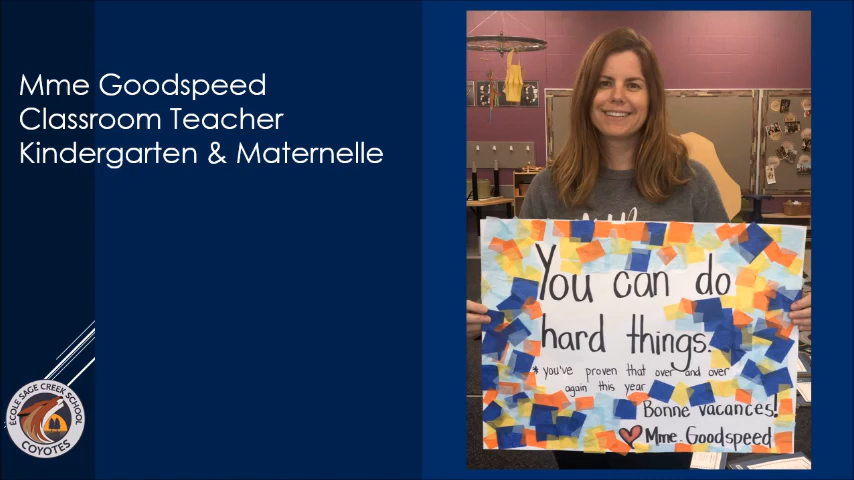 Mme Goodspeed
Classroom Teacher
Kindergarten & Maternelle
You can do
hard things.
* you've proven that over and over
again this year
Bonne vacances!
Mme. Goodspeed
ÉCOLE SAGE CREEK SCHOOL
COYOTES